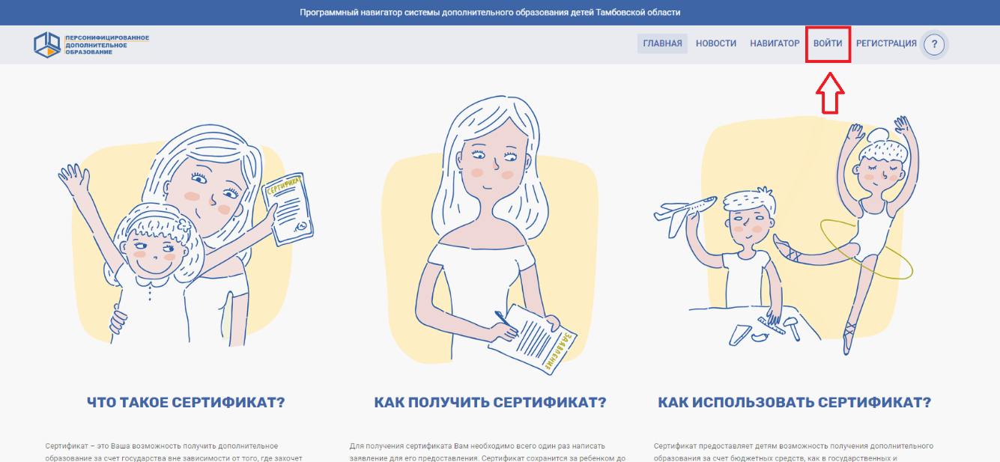 Программный навигатор системы дополнительного образования детей Тамбовской области
ПЕРСОНИФИЦИРОВАННОЕ
ДОПОЛНИТЕЛЬНОЕ
ОБРАЗОВАНИЕ
ГЛАВНАЯ НОВОСТИ НАВИГАТОР ВОЙТИ РЕГИСТРАЦИЯ ?
СЕРТИФИКАТ
ЗАЯВЛЕНИЕ
ЧТО ТАКОЕ СЕРТИФИКАТ?
Сертификат – это Ваша возможность получить дополнительное
образование за счет государства вне зависимости от того, где захочет
КАК ПОЛУЧИТЬ СЕРТИФИКАТ?
Для получения сертификата Вам необходимо всего один раз написать
заявление для его предоставления. Сертификат сохранится за ребенком до
КАК ИСПОЛЬЗОВАТЬ СЕРТИФИКАТ?
Сертификат предоставляет детям возможность получения дополнительного
образования за счет бюджетных средств, как в государственных и